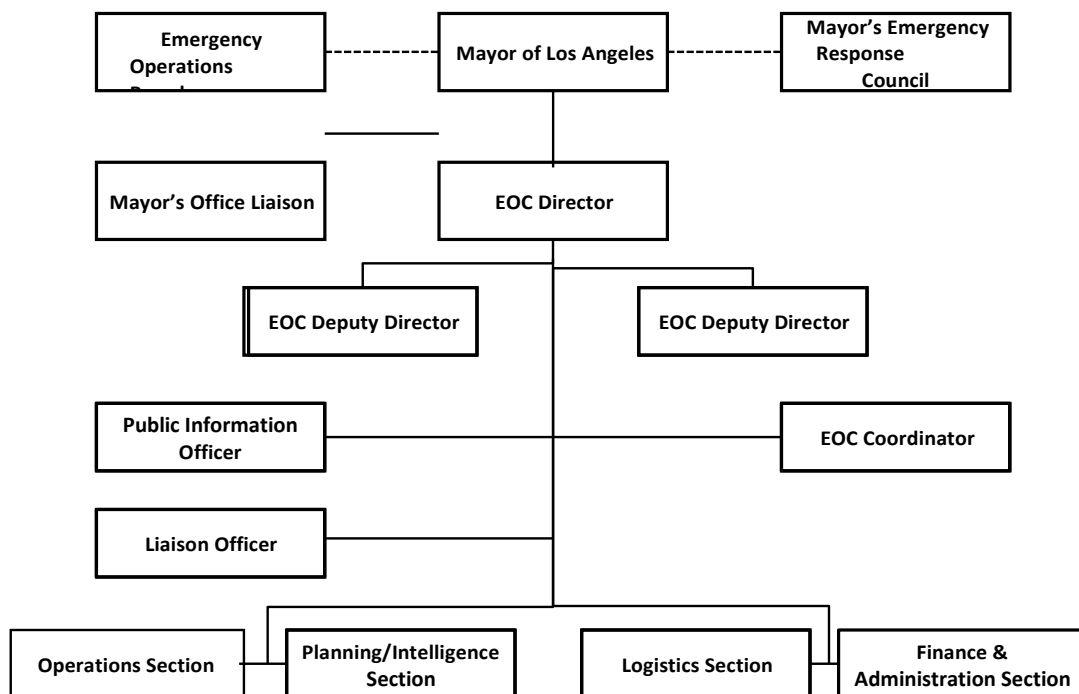 Emergency
Operations
Mayor of Los Angeles
Mayor’s Emergency
Response
Council
Mayor’s Office Liaison
EOC Director
EOC Deputy Director
EOC Deputy Director
Public Information
Officer
EOC Coordinator
Liaison Officer
Operations Section
Planning/Intelligence
Section
Logistics Section
Finance &
Administration Section